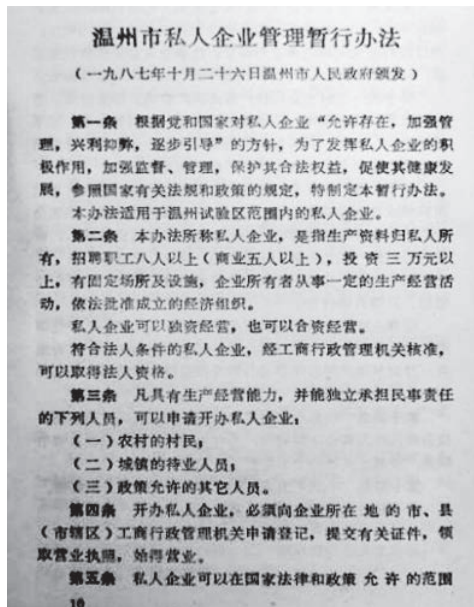 温州市私人企业管理暂行办法
（一九八七年十月二十六日温州市人民政府颁发）
第一条 根据党和国家对私人企业“允许存在，加强管
理，兴利抑弊，逐步引导”的方针，为了发挥私人企业的积
极作用，加强监督、管理，保护其合法权益，促使其健康发
展，参照国家有关法规和政策的规定，特制定本暂行办法。
本办法适用于温州试验区范围内的私人企业。
第二条 本办法所称私人企业，是指生产资料归私人所
有，招聘职工八人以上（商业五人以上），投资三万元以
上，有固定场所及设施，企业所有者从事一定的生产经营活
动，依法批准成立的经济组织。
私人企业可以独资经营，也可以合资经营。
符合法人条件的私人企业，经工商行政管理机关核准，
可以取得法人资格。
第三条 凡具有生产经营能力，并能独立承担民事责任
的下列人员，可以申请开办私人企业：
（一）农村的村民；
（二）城镇的待业人员；
（三）政策允许的其它人员。
第四条 开办私人企业，必须向企业所在地的市、县
（市辖区）工商行政管理机关申请登记，提交有关证件，领
取营业执照，始得营业。
第五条 私人企业可以在国家法律和政策允许的范围
10